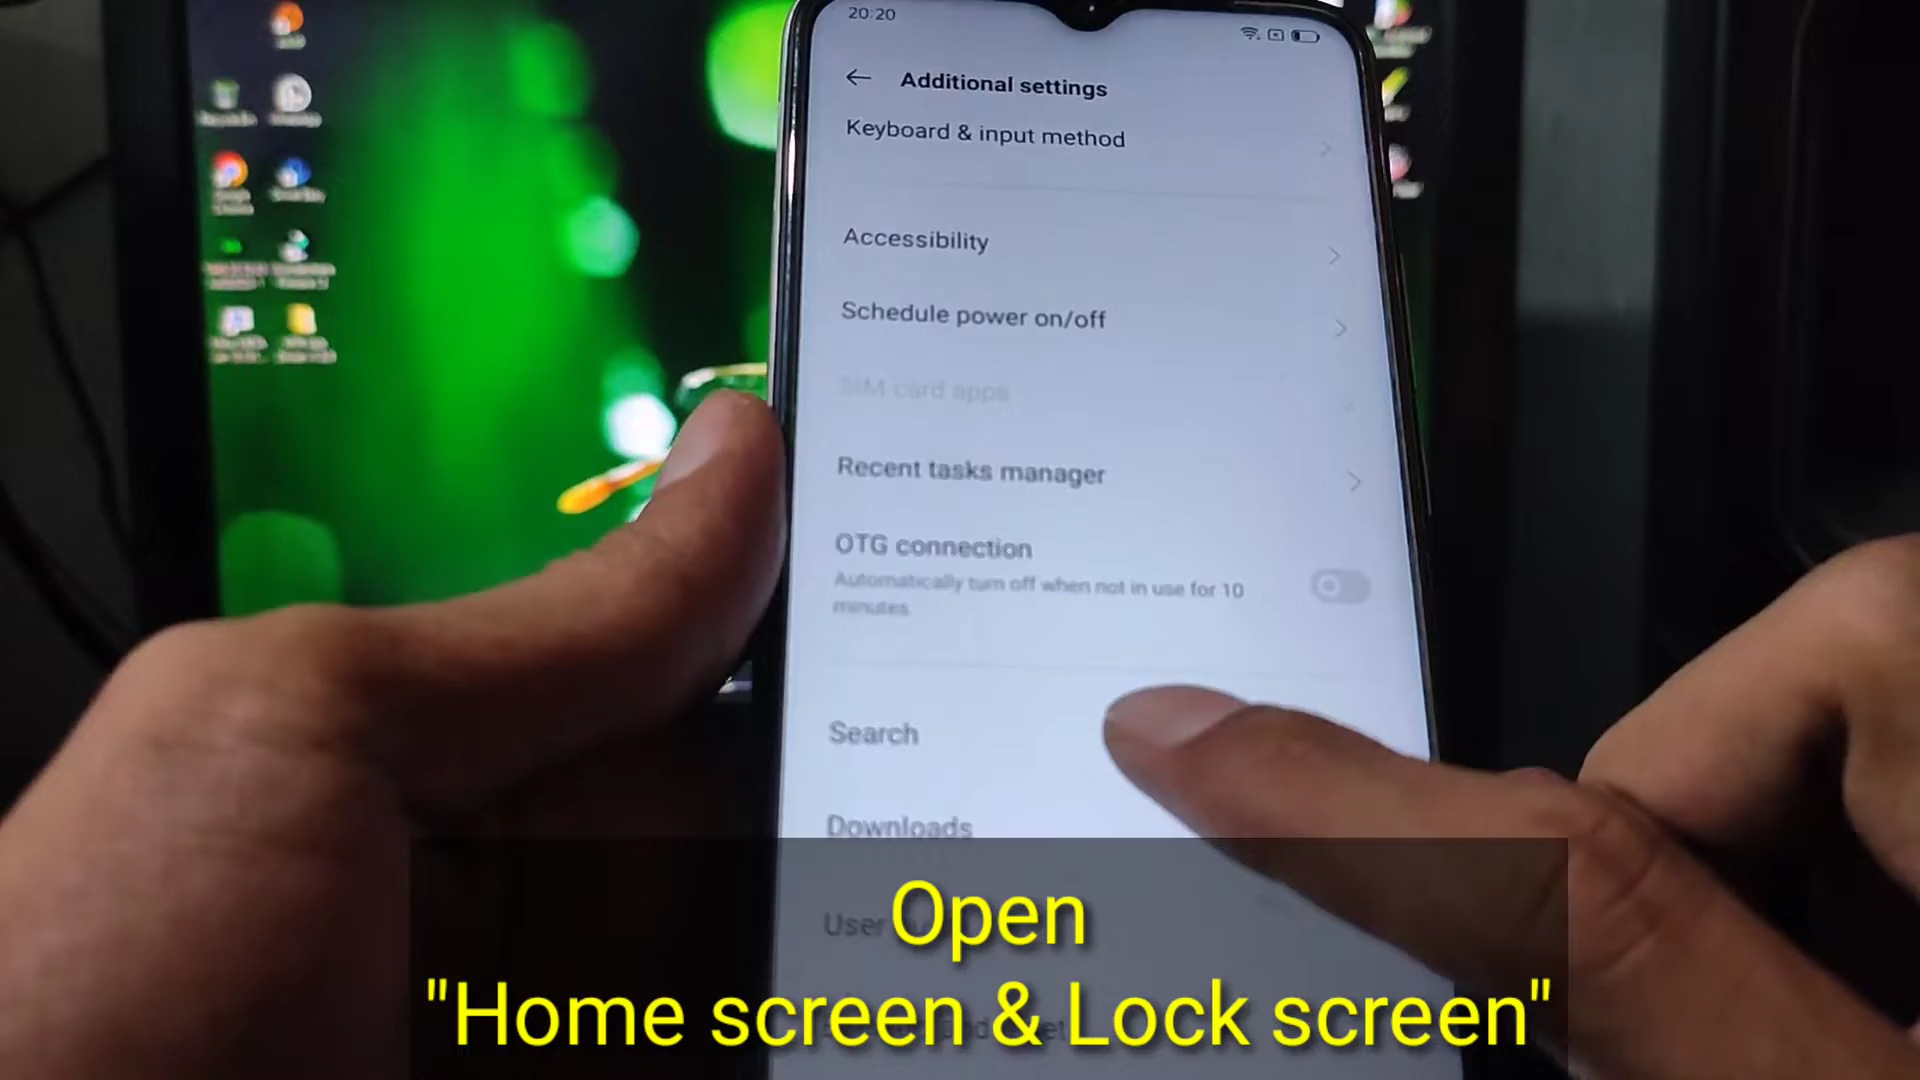 20:20
Additional settings
Keyboard & input method
Accessibility
Schedule power on/off
SIM card apps
Recent tasks manager
OTG connection
Automatically turn off when not in use for 10
minutes
Search
Downloads
User
Open
"Home screen & Lock screen"